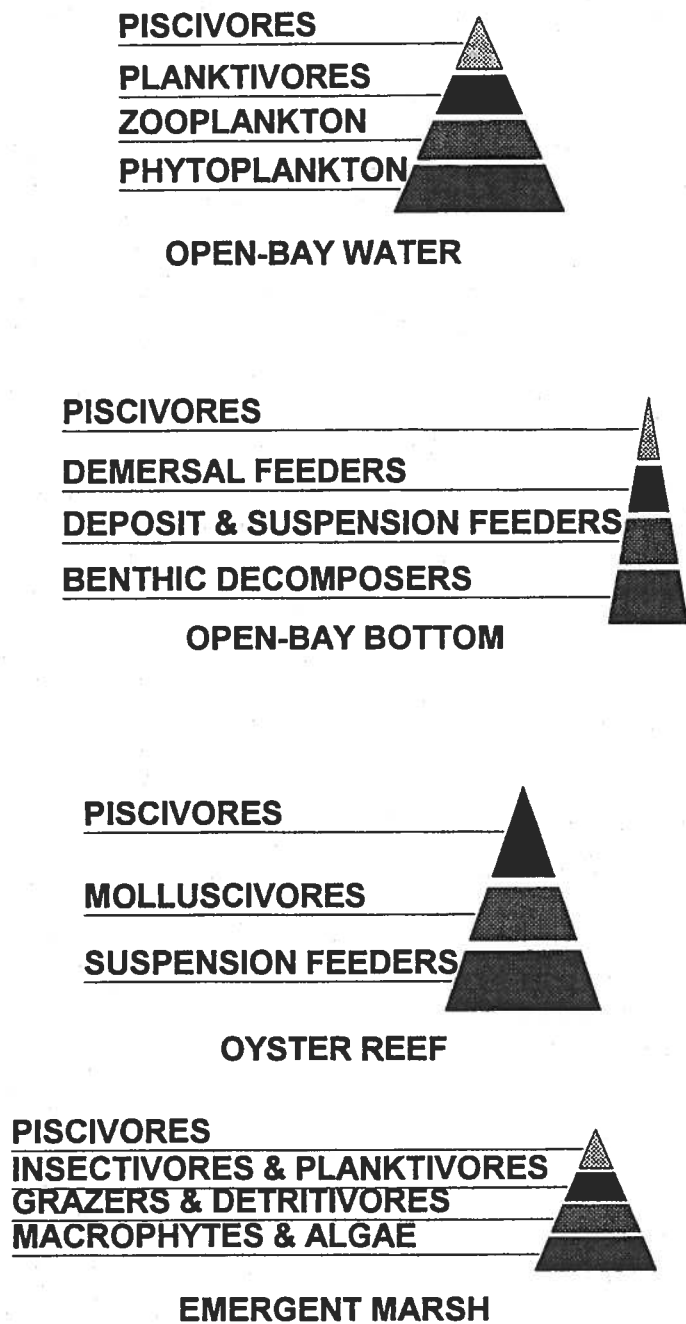 PISCIVORES
PLANKTIVORES
ZOOPLANKTON
PHYTOPLANKTON
OPEN-BAY WATER
PISCIVORES
DEMERSAL FEEDERS
DEPOSIT & SUSPENSION FEEDERS
BENTHIC DECOMPOSERS
OPEN-BAY BOTTOM
PISCIVORES
MOLLUSCIVORES
SUSPENSION FEEDERS
OYSTER REEF
PISCIVORES
INSECTIVORES & PLANKTIVORES
GRAZERS & DETRITIVORES
MACROPHYTES & ALGAE
EMERGENT MARSH